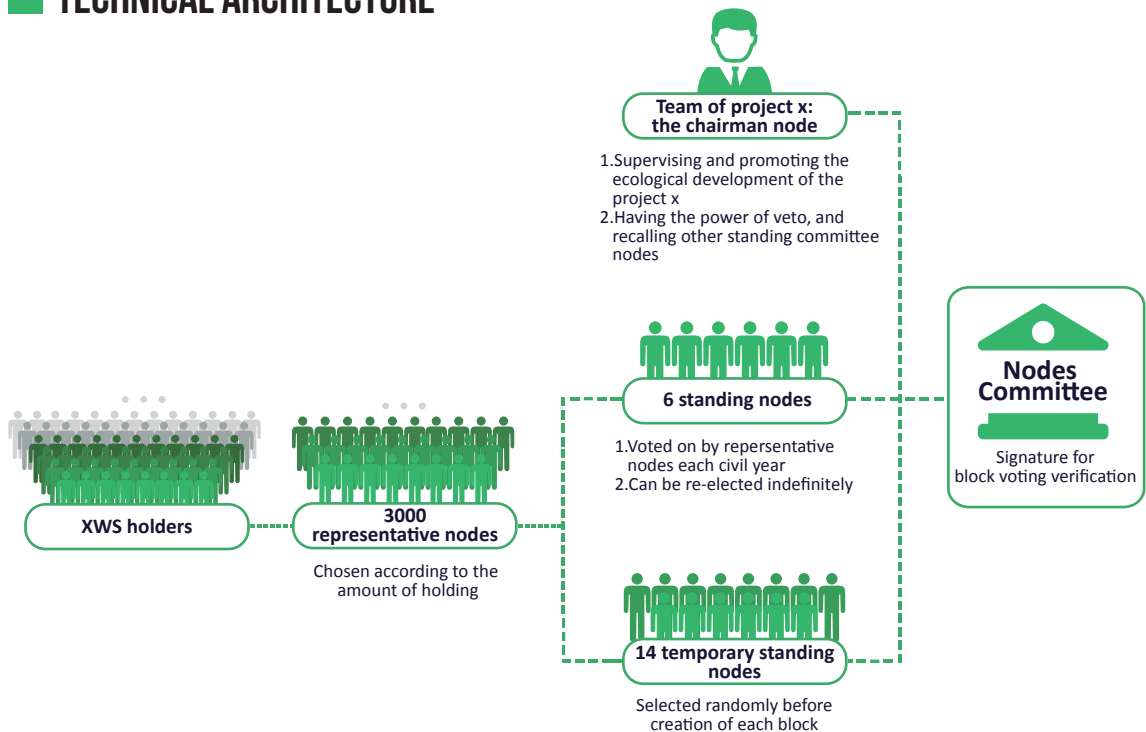 TECHNICAL ARCHITECTURE
Team of project x:
the chairman node
1.Supervising and promoting the
ecological development of the
project x
2.Having the power of veto, and
recalling other standing committee
nodes
6 standing nodes
1.Voted on by repersentative
nodes each civil year
2.Can be re-elected indefinitely
XWS holders
3000
representative nodes
Chosen according to the
amount of holding
14 temporary standing
nodes
Selected randomly before
creation of each block
Nodes
Committee
Signature for
block voting verification